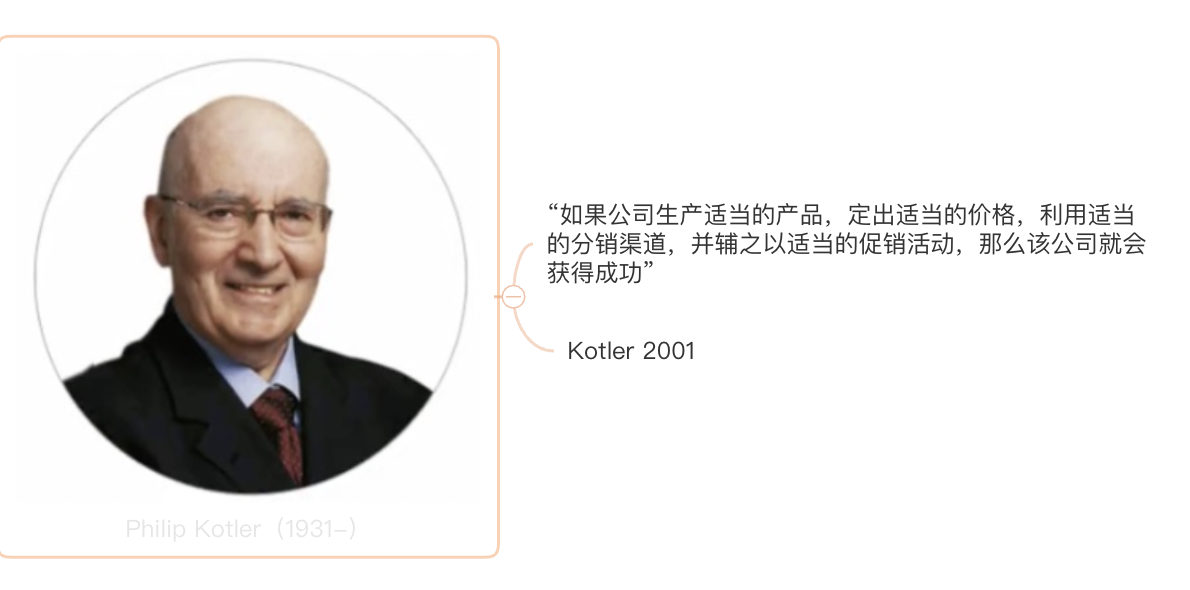 “如果公司生产适当的产品，定出适当的价格，利用适当
的分销渠道，并辅之以适当的促销活动，那么该公司就会
获得成功”
Kotler 2001
Philip Kotler（1931-）